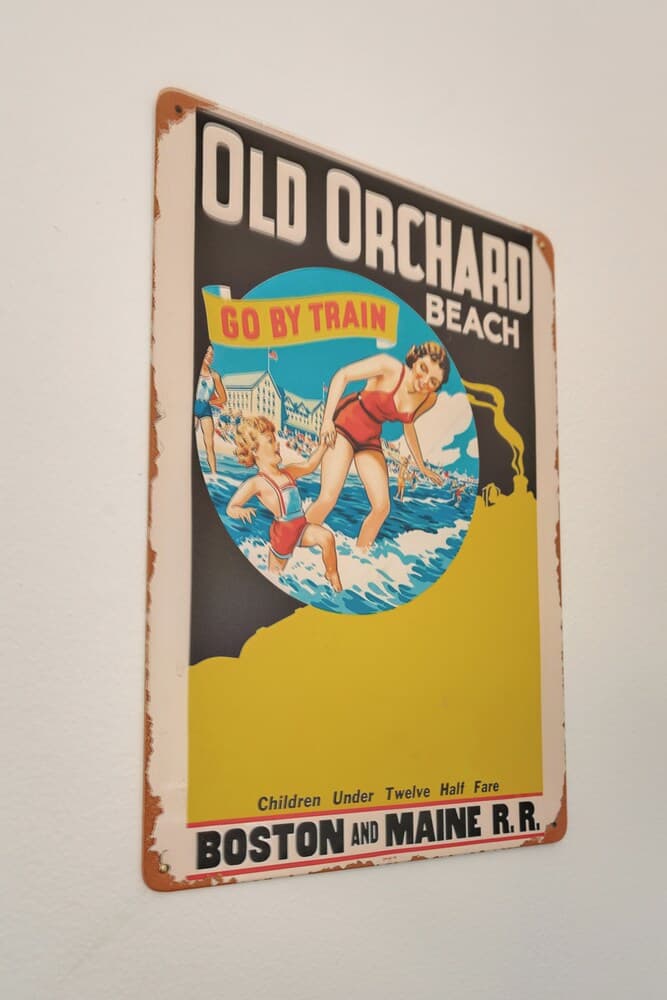 OLD ORCHARD
BEACH
GO BY TRAIN
Children Under Twelve Half Fare
BOSTON AND MAINE R. R.